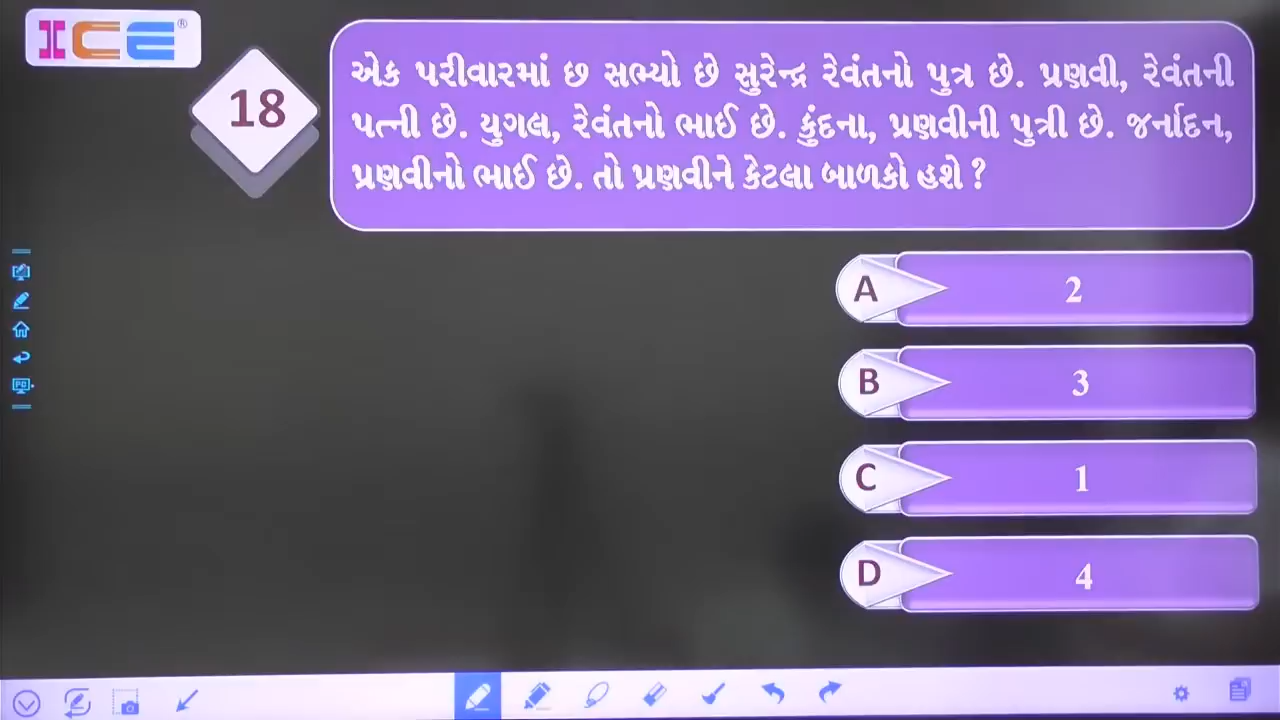 ICE®
18
એક પરીવારમાં છ સભ્યો છે સુરેન્દ્ર રેવંતનો પુત્ર છે. પ્રણવી, રેવંતની
પત્ની છે. યુગલ, રેવંતનો ભાઈ છે. કુંદના, પ્રણવીની પુત્રી છે. જર્નાદન,
પ્રણવીનો ભાઈ છે. તો પ્રણવીને કેટલા બાળકો હશે ?
A 2
B 3
C 1
D 4